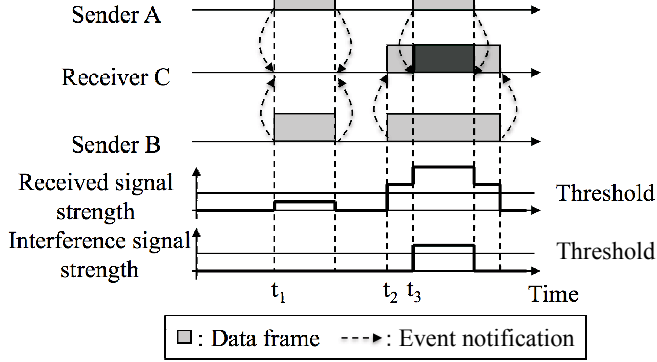 Sender A
Receiver C
Sender B
Received signal
strength
Threshold
Interference signal
strength
Threshold
t1 t2 t3 Time
: Data frame : Event notification